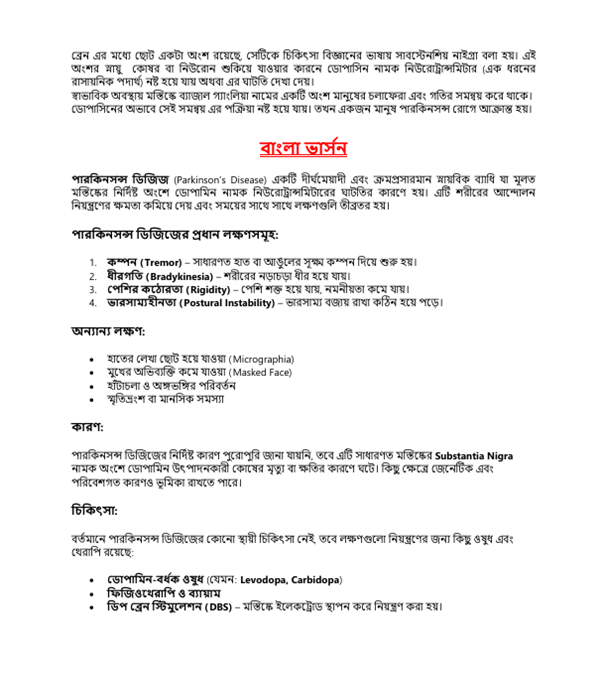 ব্রেন এর মধ্যে ছোট একটা অংশ রয়েছে, সেটিকে চিকিৎসা বিজ্ঞানের ভাষায় সাবস্টেনশিয় নাইগ্রা বলা হয়। এই
অংশর স্নায়ু  কোষর বা নিউরোন শুকিয়ে যাওয়ার কারনে ডোপাসিন নামক নিউরোট্রান্সমিটার (এক ধরনের
রাসায়নিক পদার্থ) নষ্ট হয়ে যায় অথবা এর ঘাটতি দেখা দেয়।
স্বাভাবিক অবস্থায় মস্তিষ্কে ব্যাজাল গ্যাংলিয়া নামের একটি অংশ মানুষের চলাফেরা এবং গতির সমন্বয় করে থাকে।
ডোপাসিনের অভাবে সেই সমন্বয় এর পক্রিয়া নষ্ট হয়ে যায়। তখন একজন মানুষ পারকিনসন্স রোগে আক্রান্ত হয়।
বাংলা ভার্সন
পারকিনসন্স ডিজিজ (Parkinson's Disease) একটি দীর্ঘমেয়াদী এবং ক্রমপ্রসারমান স্নায়বিক ব্যাধি যা মূলত
মস্তিষ্কের নির্দিষ্ট অংশে ডোপামিন নামক নিউরোট্রান্সমিটারের ঘাটতির কারণে হয়। এটি শরীরের আন্দোলন
নিয়ন্ত্রণের ক্ষমতা কমিয়ে দেয় এবং সময়ের সাথে সাথে লক্ষণগুলি তীব্রতর হয়।
পারকিনসন্স ডিজিজের প্রধান লক্ষণসমূহ:
1. কম্পন (Tremor) – সাধারণত হাত বা আঙুলের সূক্ষ্ম কম্পন দিয়ে শুরু হয়।
2. ধীরগতি (Bradykinesia) – শরীরের নড়াচড়া ধীর হয়ে যায়।
3. পেশির কঠোরতা (Rigidity) – পেশি শক্ত হয়ে যায়, নমনীয়তা কমে যায়।
4. ভারসাম্যহীনতা (Postural Instability) – ভারসাম্য বজায় রাখা কঠিন হয়ে পড়ে।
অন্যান্য লক্ষণ:
• হাতের লেখা ছোট হয়ে যাওয়া (Micrographia)
• মুখের অভিব্যক্তি কমে যাওয়া (Masked Face)
• হাঁটাচলা ও অঙ্গভঙ্গির পরিবর্তন
• স্মৃতিভ্রংশ বা মানসিক সমস্যা
কারণ:
পারকিনসন্স ডিজিজের নির্দিষ্ট কারণ পুরোপুরি জানা যায়নি, তবে এটি সাধারণত মস্তিষ্কের Substantia Nigra
নামক অংশে ডোপামিন উৎপাদনকারী কোষের মৃত্যু বা ক্ষতির কারণে ঘটে। কিছু ক্ষেত্রে জেনেটিক এবং
পরিবেশগত কারণও ভূমিকা রাখতে পারে।
চিকিৎসা:
বর্তমানে পারকিনসন্স ডিজিজের কোনো স্থায়ী চিকিৎসা নেই, তবে লক্ষণগুলো নিয়ন্ত্রণের জন্য কিছু ওষুধ এবং
থেরাপি রয়েছে:
• ডোপামিন-বর্ধক ওষুধ (যেমন: Levodopa, Carbidopa)
• ফিজিওথেরাপি ও ব্যায়াম
• ডিপ ব্রেন স্টিমুলেশন (DBS) – মস্তিষ্কে ইলেকট্রোড স্থাপন করে নিয়ন্ত্রণ করা হয়।